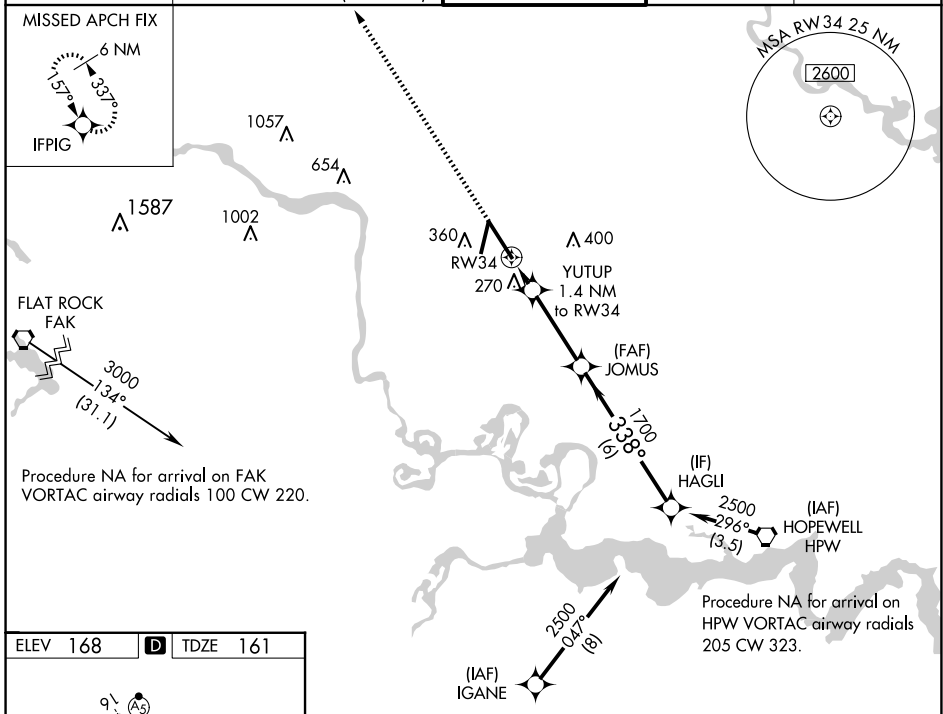 MISSED APCH FIX
6 NM
157°
337°
IFPIG
MSA RW34 25 NM
2600
1057
654
1587
1002
360
400
RW34
270
YUTUP
1.4 NM
to RW34
FLAT ROCK
FAK
3000
134°
(31.1)
(FAF)
JOMUS
1700
338°
(6)
Procedure NA for arrival on FAK
VORTAC airway radials 100 CW 220.
(IF)
HAGLI
2500
296°
(3.5)
(IAF)
HOPEWELL
HPW
Procedure NA for arrival on
HPW VORTAC airway radials
205 CW 323.
2500
047°
(8)
(IAF)
IGANE
ELEV 168 D TDZE 161
16
A5